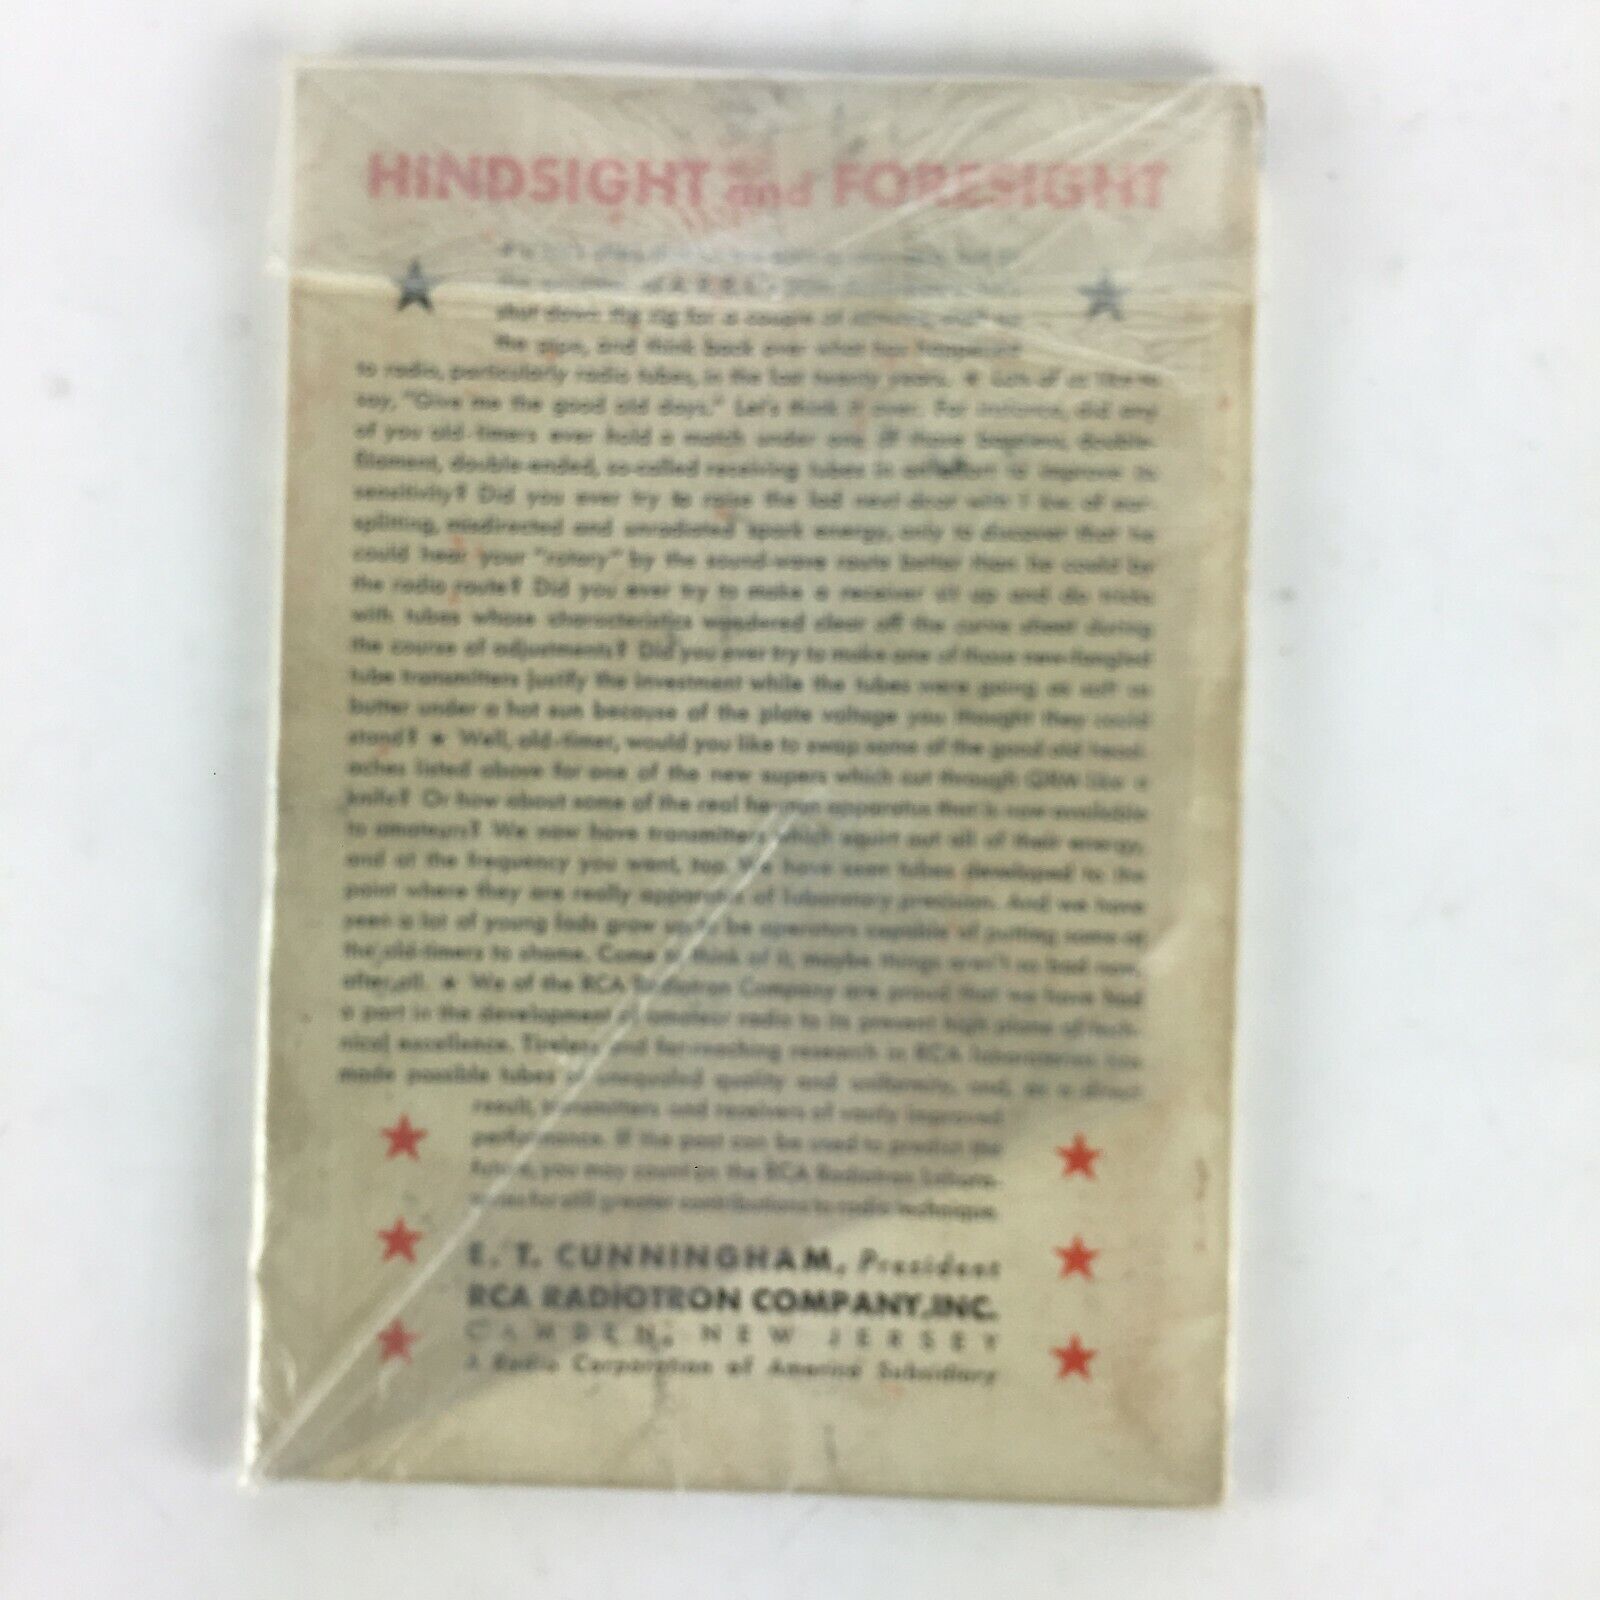 HINDSIGHT and FORESIGHT
A.R.R.L.
shut down the rig for a couple of
the pipe, and think back over what has happened
to radio, particularly radio tubes, in the last twenty years. ★ Lots of us like to
say, "Give me the good old days." Let's think it over. For instance, did any
of you old-timers ever hold a match under one of those bygone, double-
filament, double-ended, so-called receiving tubes in an effort to improve its
sensitivity? Did you ever try to raise the lad next door with 1 kw. of ear-
splitting, misdirected and unradiated spark energy, only to discover that he
could hear your "rotary" by the sound-wave route better than he could by
the radio route? Did you ever try to make a receiver sit up and do tricks
with tubes whose characteristics wandered clear off the curve sheet during
the course of adjustments? Did you ever try to make one of those new-fangled
tube transmitters justify the investment while the tubes were going as soft as
butter under a hot sun because of the plate voltage you thought they could
stand? ★ Well, old-timer, would you like to swap some of the good old head-
aches listed above for one of the new supers which cut through QRM like a
knife? Or how about some of the real he-man apparatus that is now available
to amateurs? We now have transmitters which squirt out all of their energy,
and at the frequency you want, too. We have seen tubes developed to the
point where they are really apparatus of laboratory precision. And we have
seen a lot of young lads grow up to be operators capable of putting some of
the old-timers to shame. Come to think of it, maybe things aren't so bad now,
after all. ★ We of the RCA Radiotron Company are proud that we have had
a part in the development of amateur radio to its present high plane of tech-
nical excellence. Tireless and far-reaching research in RCA laboratories has
made possible tubes of unequaled quality and uniformity, and, as a direct
result, transmitters and receivers of vastly improved
performance. If the past can be used to predict the
future, you may count on the RCA Radiotron Labora-
tories for still greater contributions to radio technique.
E. T. CUNNINGHAM, President
RCA RADIOTRON COMPANY, INC.
CAMDEN, NEW JERSEY
A Radio Corporation of America Subsidiary